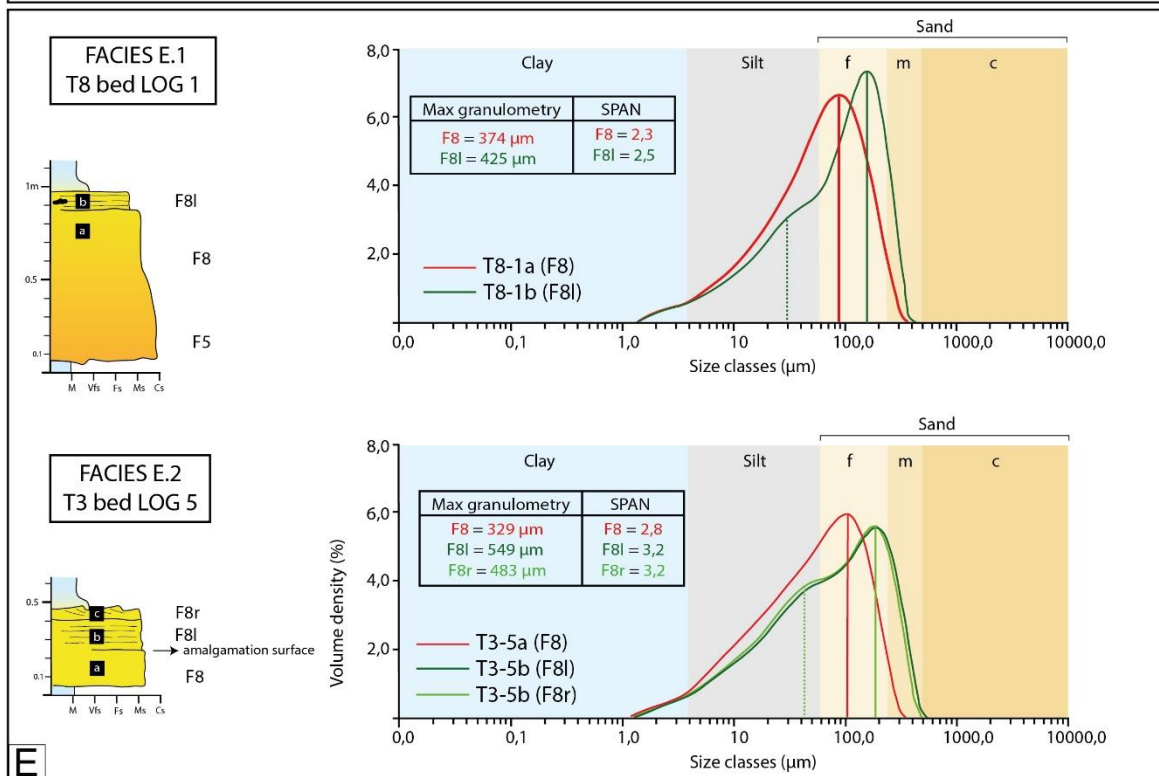 FACIES E.1
T8 bed LOG 1
1m
0.5
0.1
b
a
F8l
F8
F5
M Vfs Fs Ms Cs
Sand
Clay Silt f m c
8,0
6,0
4,0
2,0
Max granulometry SPAN
F8 = 374 µm F8 = 2,3
F8l = 425 µm F8l = 2,5
T8-1a (F8)
T8-1b (F8l)
0,0 0,1 1,0 10 100,0 1000,0 10000,0
Size classes (µm)
FACIES E.2
T3 bed LOG 5
0.5
0.1
c
b
a
F8r
F8l
amalgamation surface
F8
M Vfs Fs Ms Cs
Sand
Clay Silt f m c
Volume density (%)
8,0
6,0
4,0
2,0
Max granulometry SPAN
F8 = 329 µm F8 = 2,8
F8l = 549 µm F8l = 3,2
F8r = 483 µm F8r = 3,2
T3-5a (F8)
T3-5b (F8l)
T3-5b (F8r)
0,0 0,1 1,0 10 100,0 1000,0 10000,0
Size classes (µm)
E